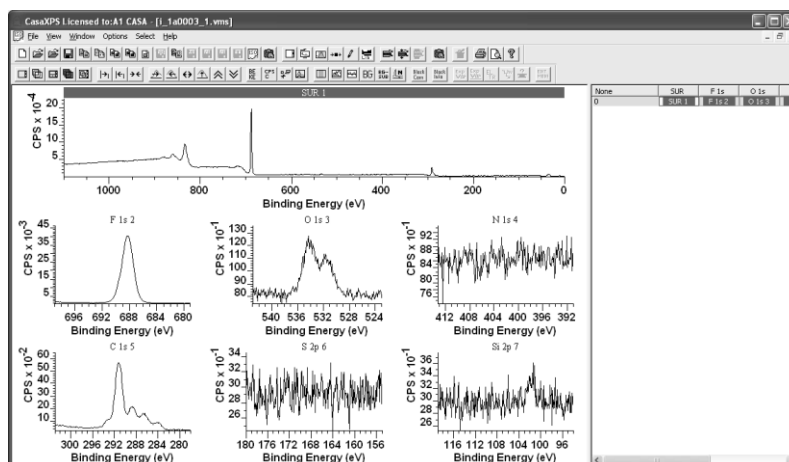 CasaXPS Licensed to:A1 CASA - [i_1a0003_1.vms]
File View Window Options Select Help
BG
None SUR F 1s O 1s
0 SUR 1 F 1s 2 O 1s 3
SUR 1
CPS x 10⁻⁴
20
15
10
5
1000 800 600 400 200 0
Binding Energy (eV)
F 1s 2
CPS x 10⁻³
45
35
25
15
5
696 692 688 684 680
Binding Energy (eV)
O 1s 3
CPS x 10⁻¹
130
120
110
100
90
80
540 536 532 528 524
Binding Energy (eV)
N 1s 4
CPS x 10⁻¹
92
88
84
80
76
412 408 404 400 396 392
Binding Energy (eV)
C 1s 5
CPS x 10⁻²
60
50
40
30
20
10
300 296 292 288 284 280
Binding Energy (eV)
S 2p 6
CPS x 10⁻¹
34
32
30
28
26
180 176 172 168 164 160 156
Binding Energy (eV)
Si 2p 7
CPS x 10⁻¹
36
34
32
30
28
26
116 112 108 104 100 96
Binding Energy (eV)